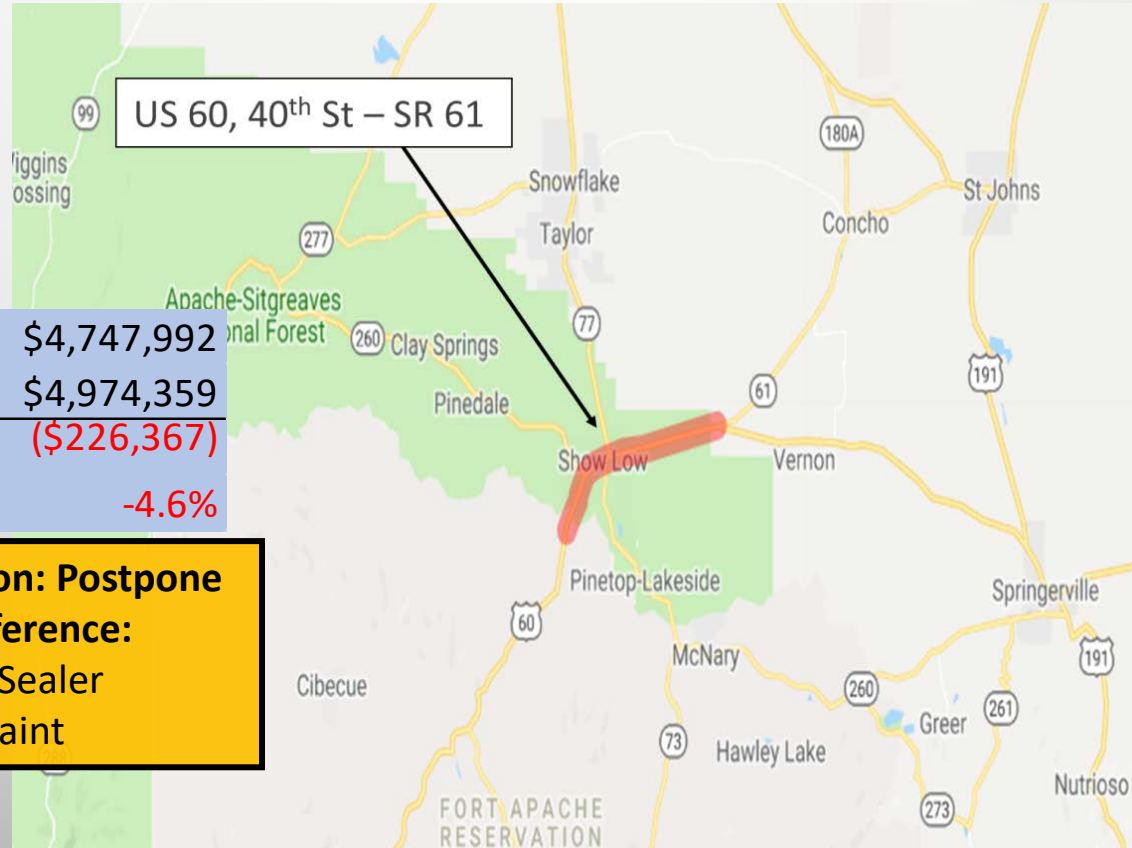 99
US 60, 40th St – SR 61
180A
iggins
ossing
Snowflake
St Johns
Taylor
Concho
277
Apache-Sitgreaves
onal Forest
$4,747,992
$4,974,359
($226,367)
-4.6%
260
Clay Springs
77
191
Pinedale
61
Show Low
Vernon
on: Postpone
ference:
Sealer
aint
Pinetop-Lakeside
Springerville
60
McNary
191
Cibecue
260
261
Greer
73
Hawley Lake
288
Nutrioso
273
FORT APACHE
RESERVATION